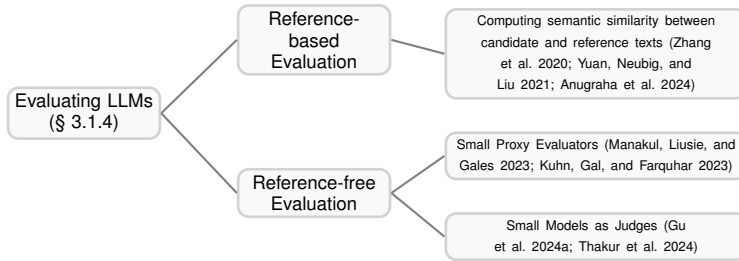 Evaluating LLMs
(§ 3.1.4)
Reference-
based
Evaluation
Computing semantic similarity between
candidate and reference texts (Zhang
et al. 2020; Yuan, Neubig, and
Liu 2021; Anugraha et al. 2024)
Reference-free
Evaluation
Small Proxy Evaluators (Manakul, Liusie, and
Gales 2023; Kuhn, Gal, and Farquhar 2023)
Small Models as Judges (Gu
et al. 2024a; Thakur et al. 2024)